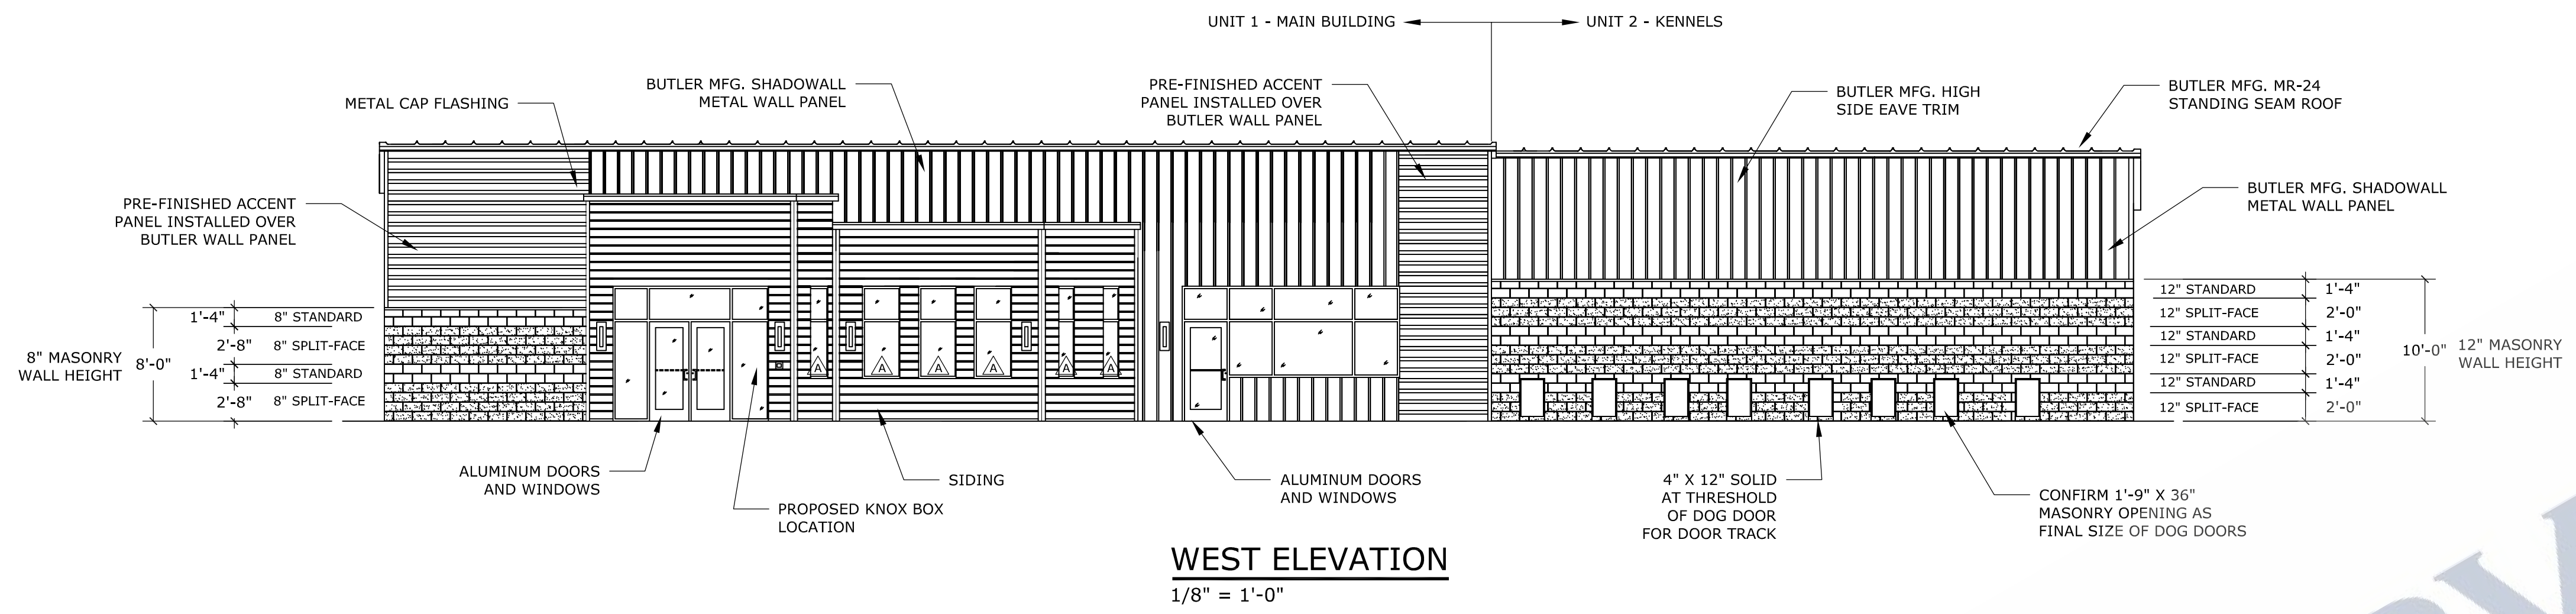 UNIT 1 - MAIN BUILDING
UNIT 2 - KENNELS
METAL CAP FLASHING
BUTLER MFG. SHADOWALL
METAL WALL PANEL
PRE-FINISHED ACCENT
PANEL INSTALLED OVER
BUTLER WALL PANEL
BUTLER MFG. HIGH
SIDE EAVE TRIM
BUTLER MFG. MR-24
STANDING SEAM ROOF
PRE-FINISHED ACCENT
PANEL INSTALLED OVER
BUTLER WALL PANEL
BUTLER MFG. SHADOWALL
METAL WALL PANEL
8" MASONRY
WALL HEIGHT
8'-0"
1'-4"
8" STANDARD
2'-8"
8" SPLIT-FACE
1'-4"
8" STANDARD
2'-8"
8" SPLIT-FACE
A
A
A
A
A
A
12" STANDARD
1'-4"
12" SPLIT-FACE
2'-0"
12" STANDARD
1'-4"
12" SPLIT-FACE
2'-0"
12" STANDARD
1'-4"
12" SPLIT-FACE
2'-0"
10'-0"
12" MASONRY
WALL HEIGHT
ALUMINUM DOORS
AND WINDOWS
PROPOSED KNOX BOX
LOCATION
SIDING
ALUMINUM DOORS
AND WINDOWS
4" X 12" SOLID
AT THRESHOLD
OF DOG DOOR
FOR DOOR TRACK
CONFIRM 1'-9" X 36"
MASONRY OPENING AS
FINAL SIZE OF DOG DOORS
WEST ELEVATION
1/8" = 1'-0"